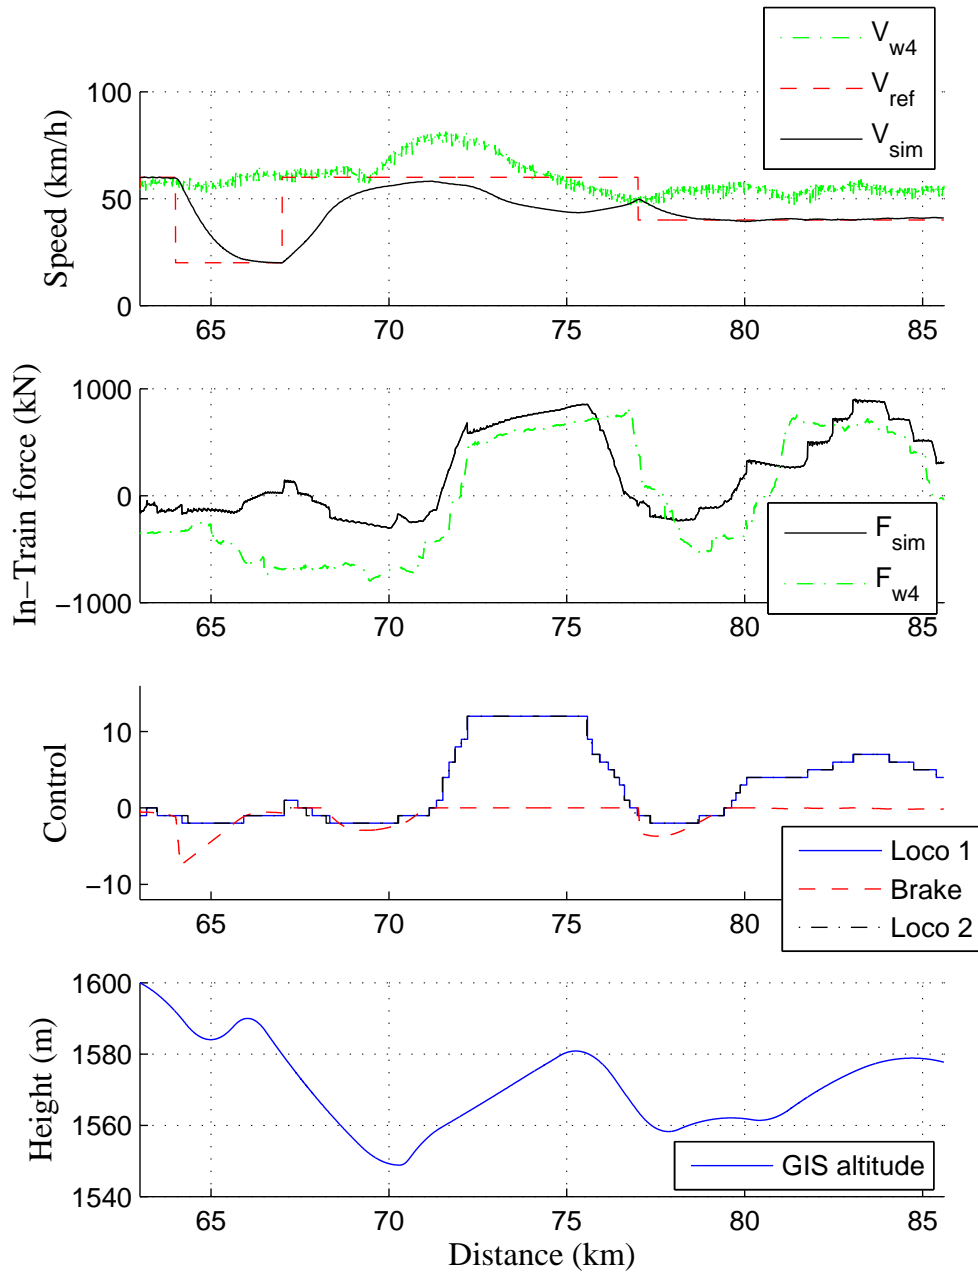 V_w4
V_ref
V_sim
100
50
0
Speed (km/h)
65 70 75 80 85
1000
0
−1000
In−Train force (kN)
F_sim
F_w4
65 70 75 80 85
10
0
−10
Control
Loco 1
Brake
Loco 2
65 70 75 80 85
1600
1580
1560
1540
Height (m)
GIS altitude
65 70 75 80 85
Distance (km)